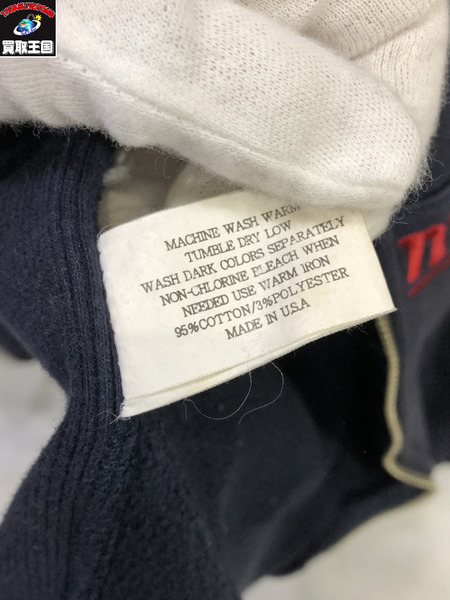 買取王国
MACHINE WASH WARM
TUMBLE DRY LOW
WASH DARK COLORS SEPARATELY
NON-CHLORINE BLEACH WHEN
NEEDED USE WARM IRON
95%COTTON/3%POLYESTER
MADE IN U.S.A